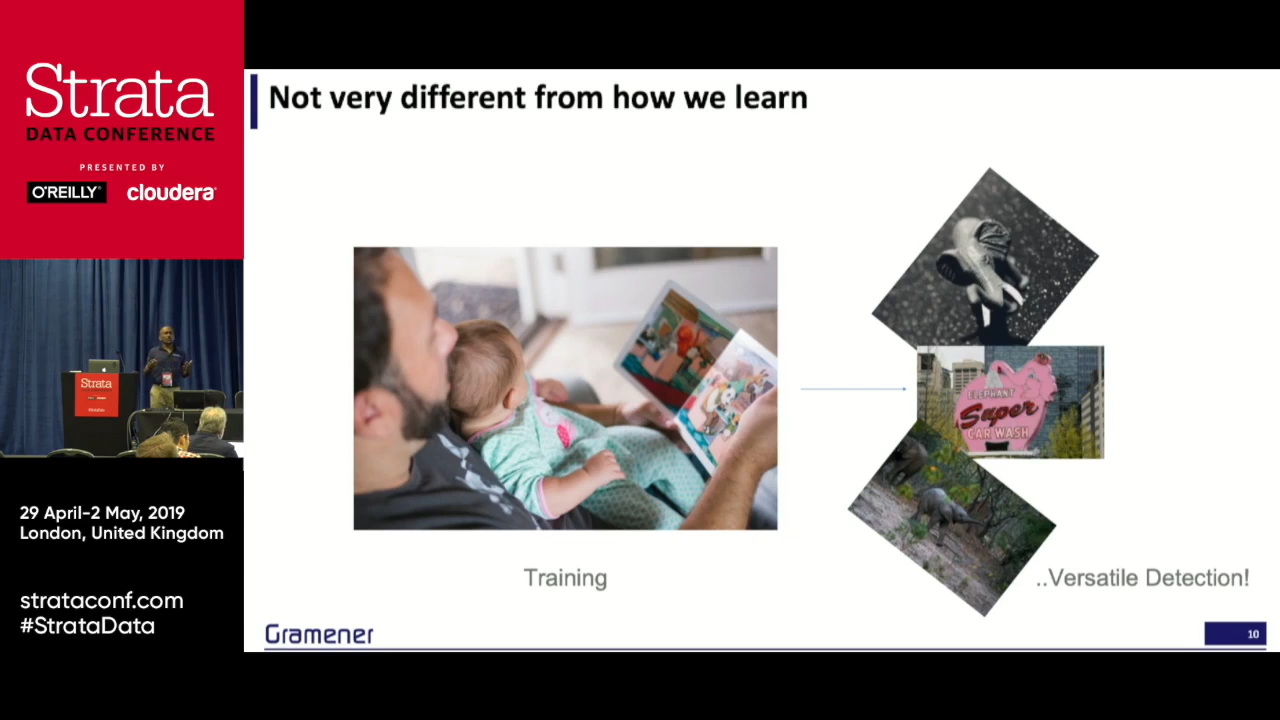 Strata
DATA CONFERENCE
PRESENTED BY
O'REILLY
cloudera
Strata
29 April-2 May, 2019
London, United Kingdom
strataconf.com
#StrataData
Not very different from how we learn
ELEPHANT
Super
CAR WASH
Training
..Versatile Detection!
Gramener
10